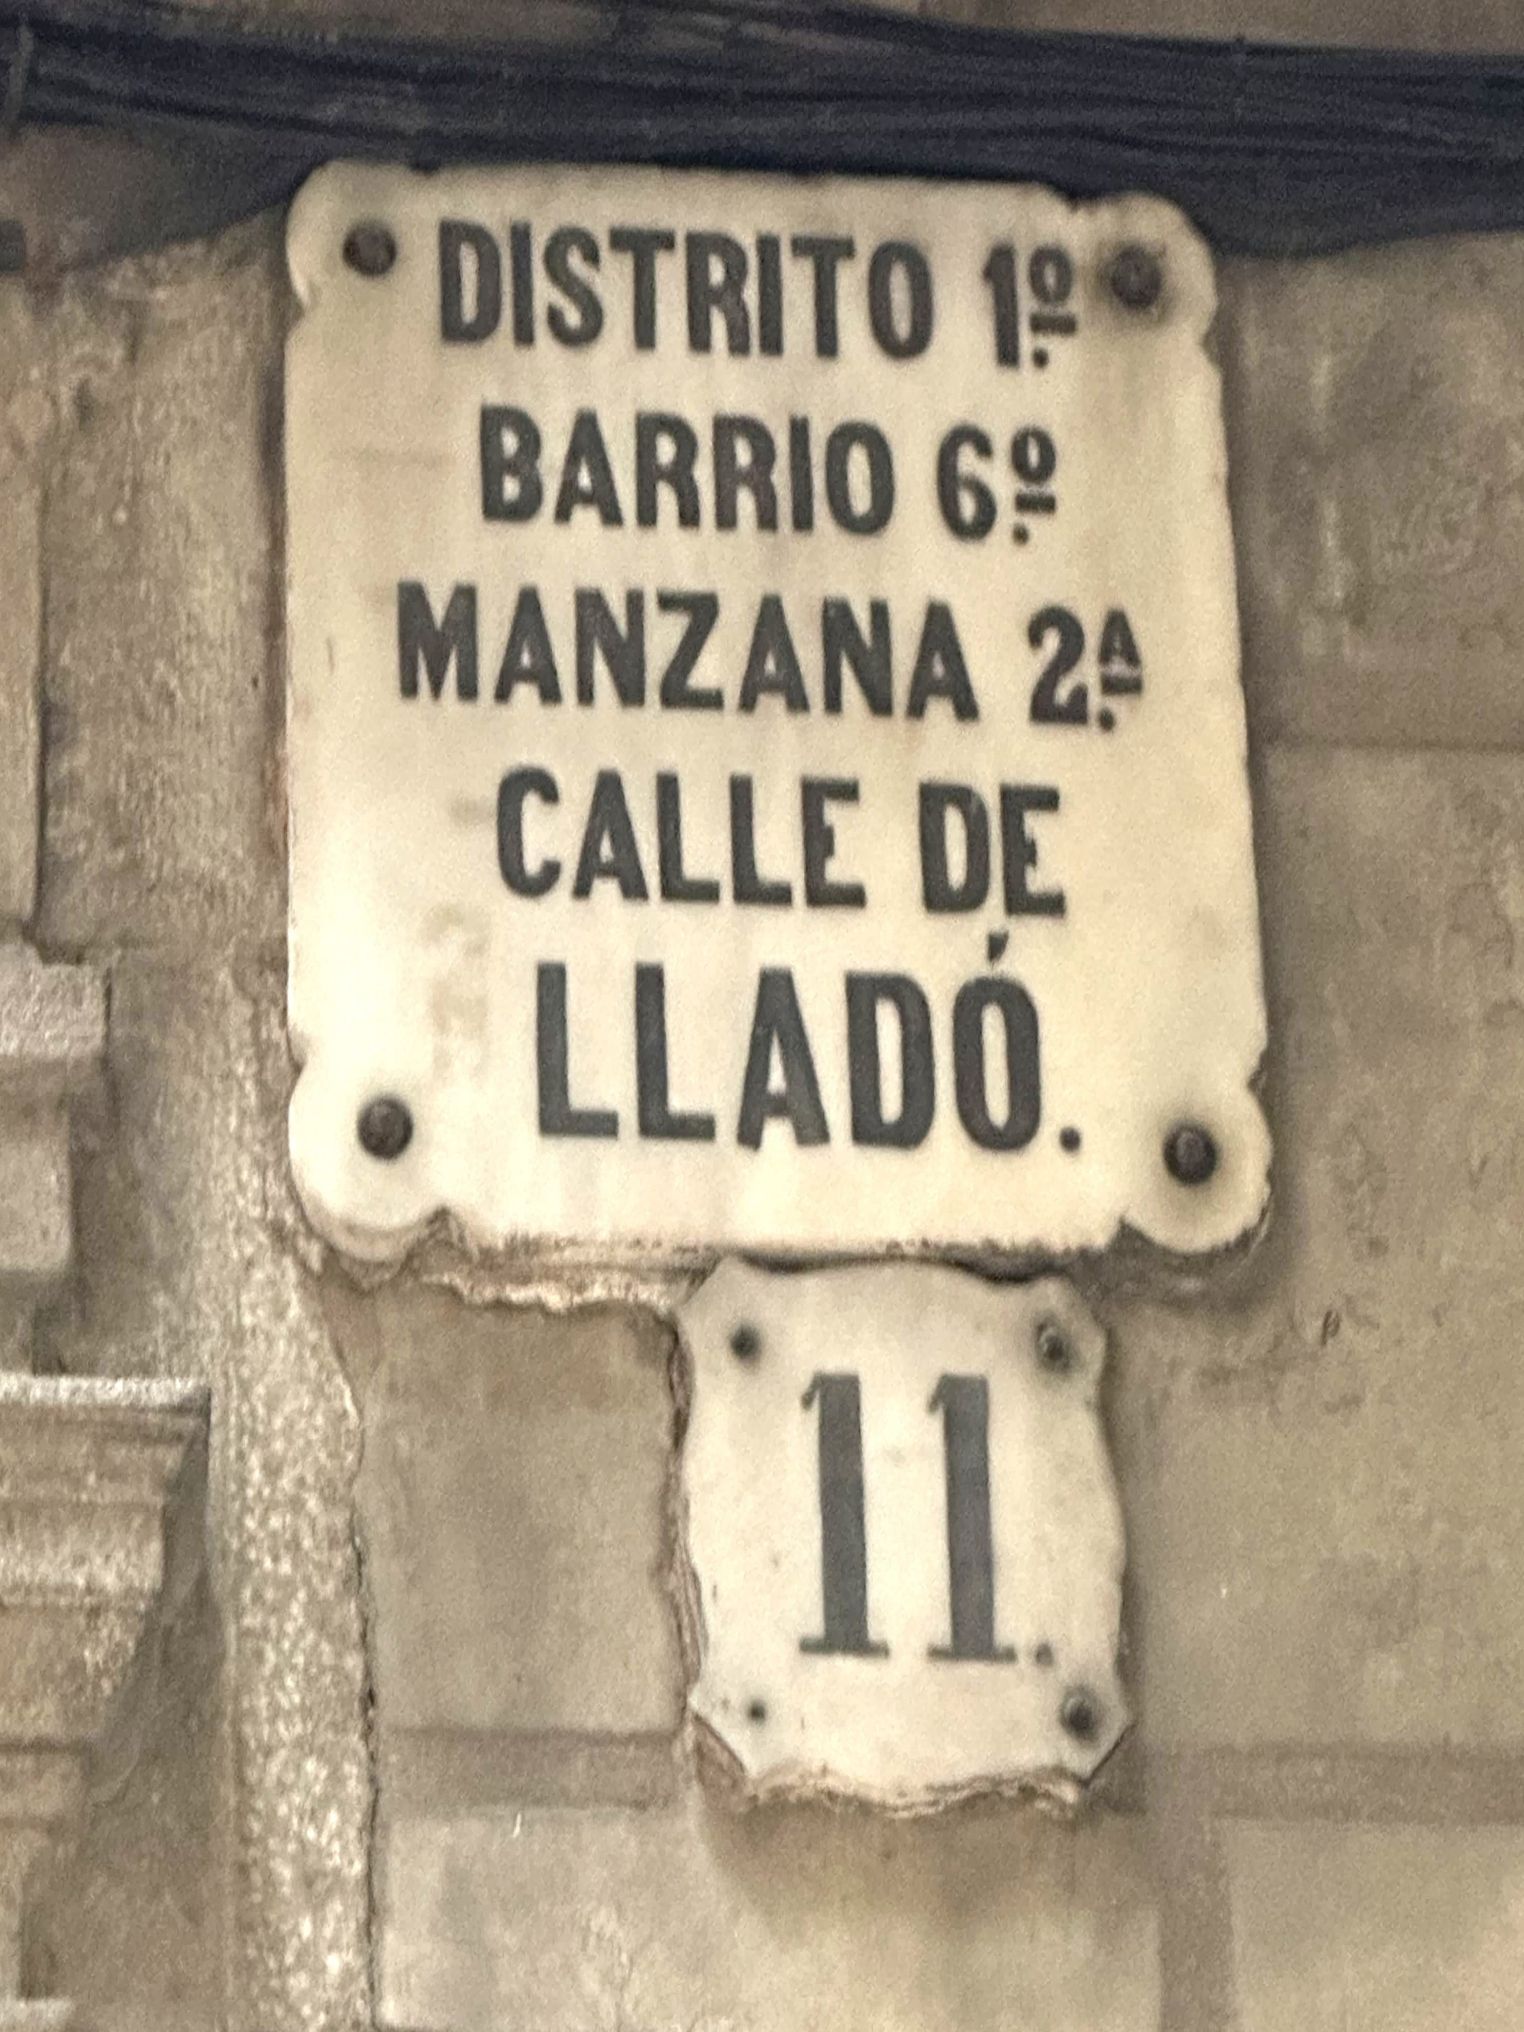 DISTRITO 1º.
BARRIO 6º.
MANZANA 2ª.
CALLE DE
LLADÓ.
11.